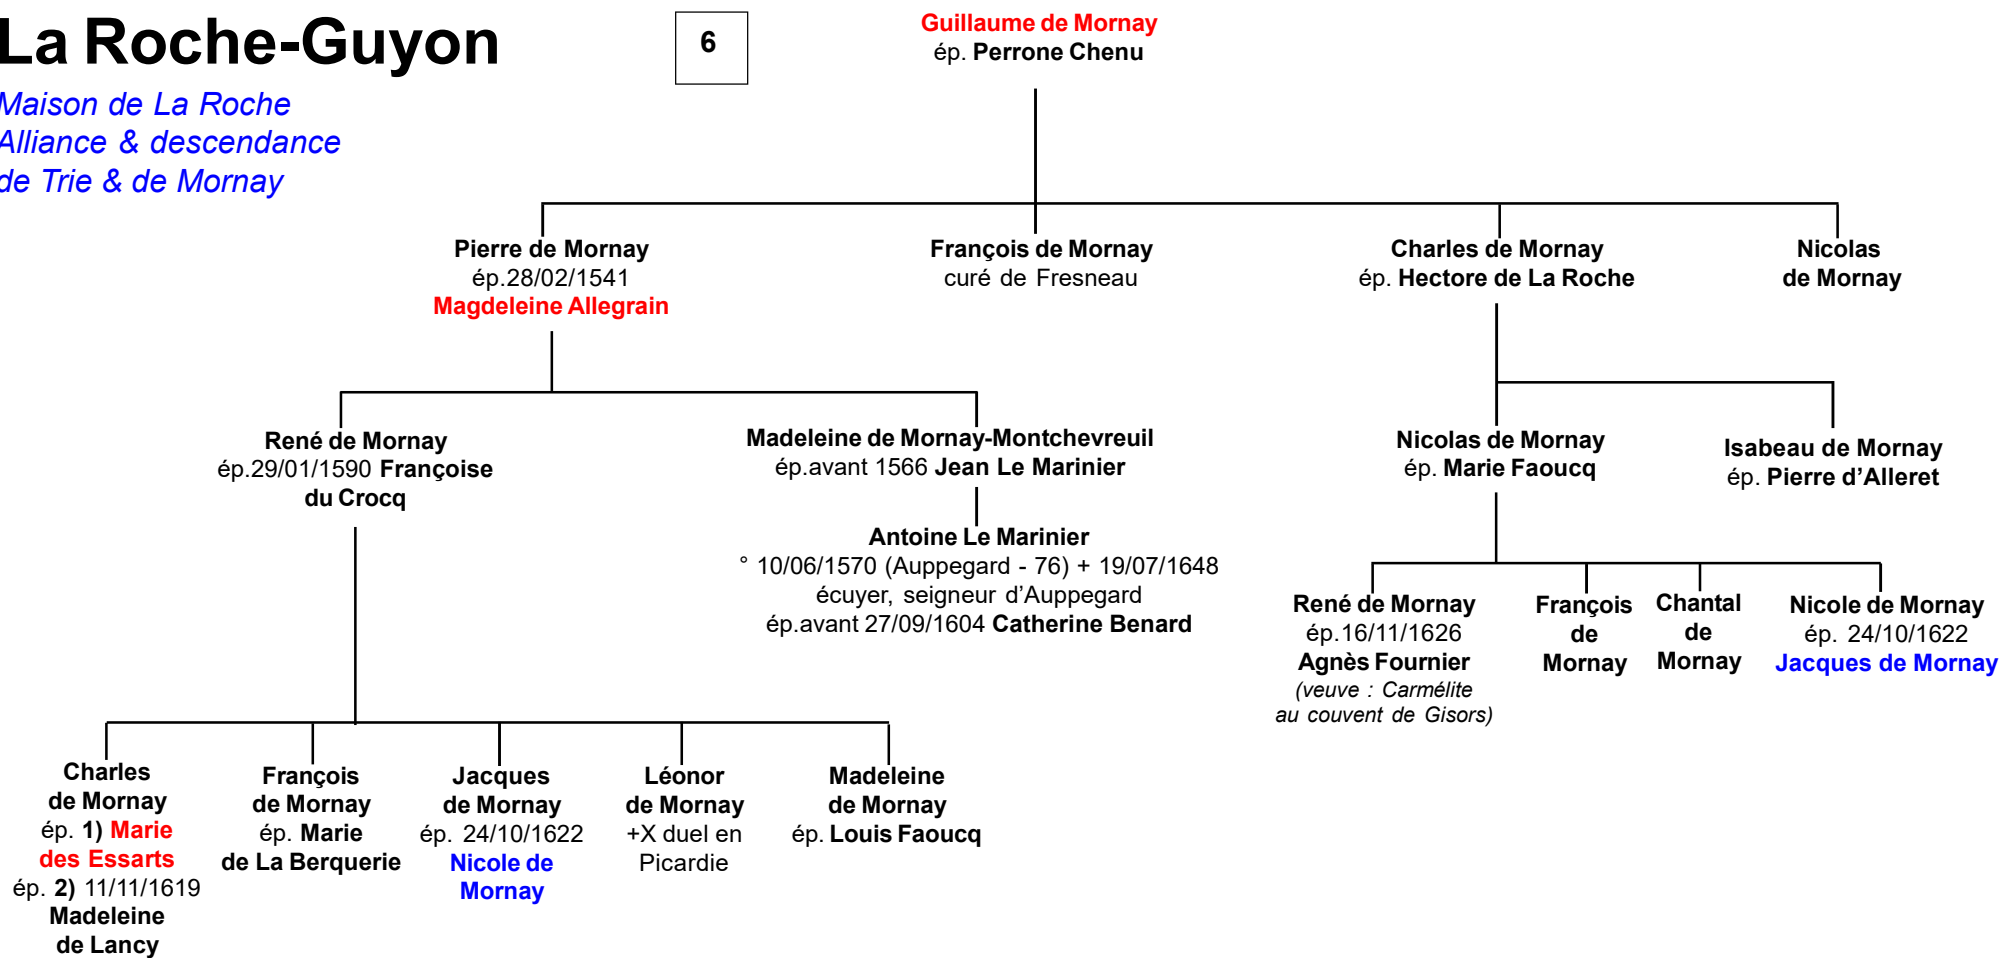 La Roche-Guyon
Maison de La Roche
Alliance & descendance
de Trie & de Mornay
6
Guillaume de Mornay
ép. Perrone Chenu
Pierre de Mornay
ép.28/02/1541
Magdeleine Allegrain
François de Mornay
curé de Fresneau
Charles de Mornay
ép. Hectore de La Roche
Nicolas
de Mornay
René de Mornay
ép.29/01/1590 Françoise
du Crocq
Madeleine de Mornay-Montchevreuil
ép.avant 1566 Jean Le Marinier
Antoine Le Marinier
° 10/06/1570 (Auppegard - 76) + 19/07/1648
écuyer, seigneur d’Auppegard
ép.avant 27/09/1604 Catherine Benard
Nicolas de Mornay
ép. Marie Faoucq
Isabeau de Mornay
ép. Pierre d’Alleret
René de Mornay
ép.16/11/1626
Agnès Fournier
(veuve : Carmélite
au couvent de Gisors)
François
de
Mornay
Chantal
de
Mornay
Nicole de Mornay
ép. 24/10/1622
Jacques de Mornay
Charles
de Mornay
ép. 1) Marie
des Essarts
ép. 2) 11/11/1619
Madeleine
de Lancy
François
de Mornay
ép. Marie
de La Berquerie
Jacques
de Mornay
ép. 24/10/1622
Nicole de
Mornay
Léonor
de Mornay
+X duel en
Picardie
Madeleine
de Mornay
ép. Louis Faoucq